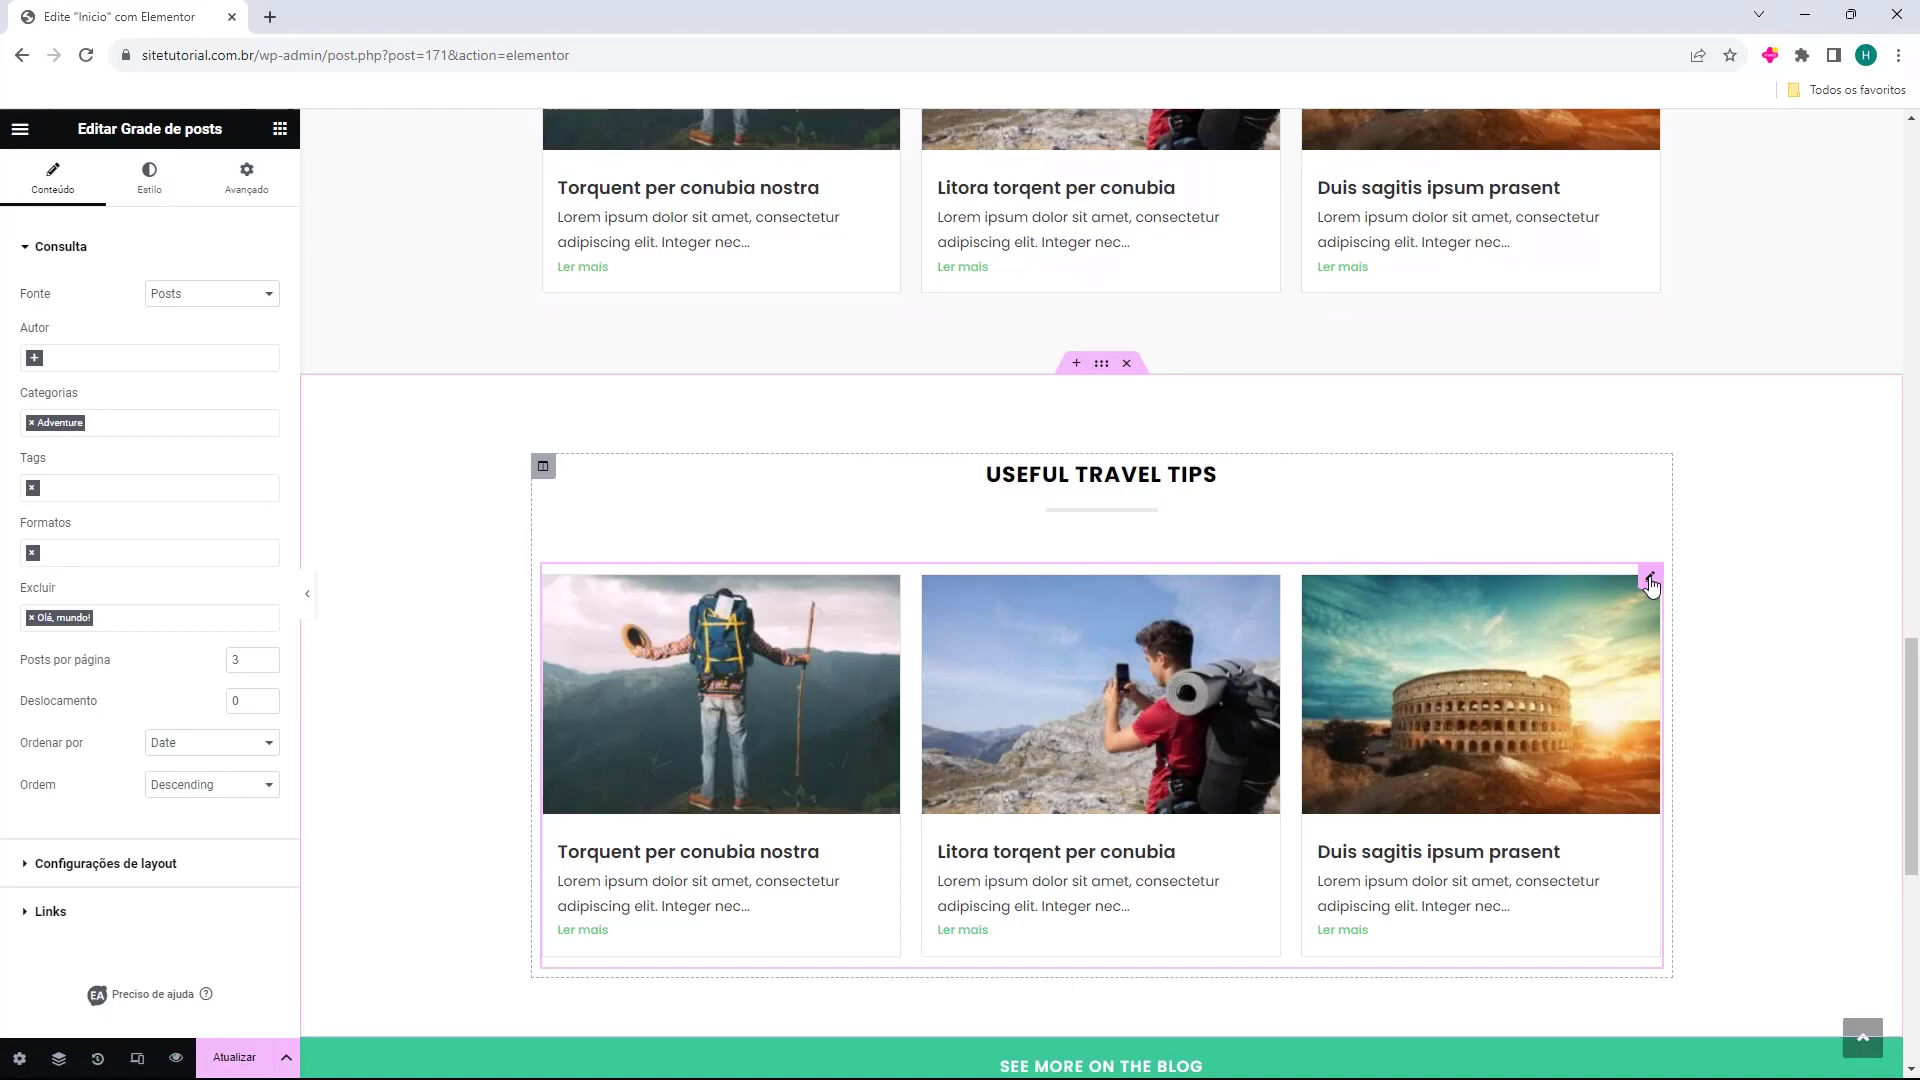 Edite "Inicio" com Elementor
sitetutorial.com.br/wp-admin/post.php?post=171&action=elementor
H
Todos os favoritos
Editar Grade de posts
Conteúdo
Estilo
Avançado
Consulta
Fonte
Posts
Autor
Categorias
× Adventure
Tags
×
Formatos
×
Excluir
× Olá, mundo!
Posts por página
3
Deslocamento
0
Ordenar por
Date
Ordem
Descending
Configurações de layout
Links
EA Preciso de ajuda
Atualizar
Torquent per conubia nostra
Lorem ipsum dolor sit amet, consectetur
adipiscing elit. Integer nec...
Ler mais
Litora torqent per conubia
Lorem ipsum dolor sit amet, consectetur
adipiscing elit. Integer nec...
Ler mais
Duis sagitis ipsum prasent
Lorem ipsum dolor sit amet, consectetur
adipiscing elit. Integer nec...
Ler mais
USEFUL TRAVEL TIPS
Torquent per conubia nostra
Lorem ipsum dolor sit amet, consectetur
adipiscing elit. Integer nec...
Ler mais
Litora torqent per conubia
Lorem ipsum dolor sit amet, consectetur
adipiscing elit. Integer nec...
Ler mais
Duis sagitis ipsum prasent
Lorem ipsum dolor sit amet, consectetur
adipiscing elit. Integer nec...
Ler mais
SEE MORE ON THE BLOG